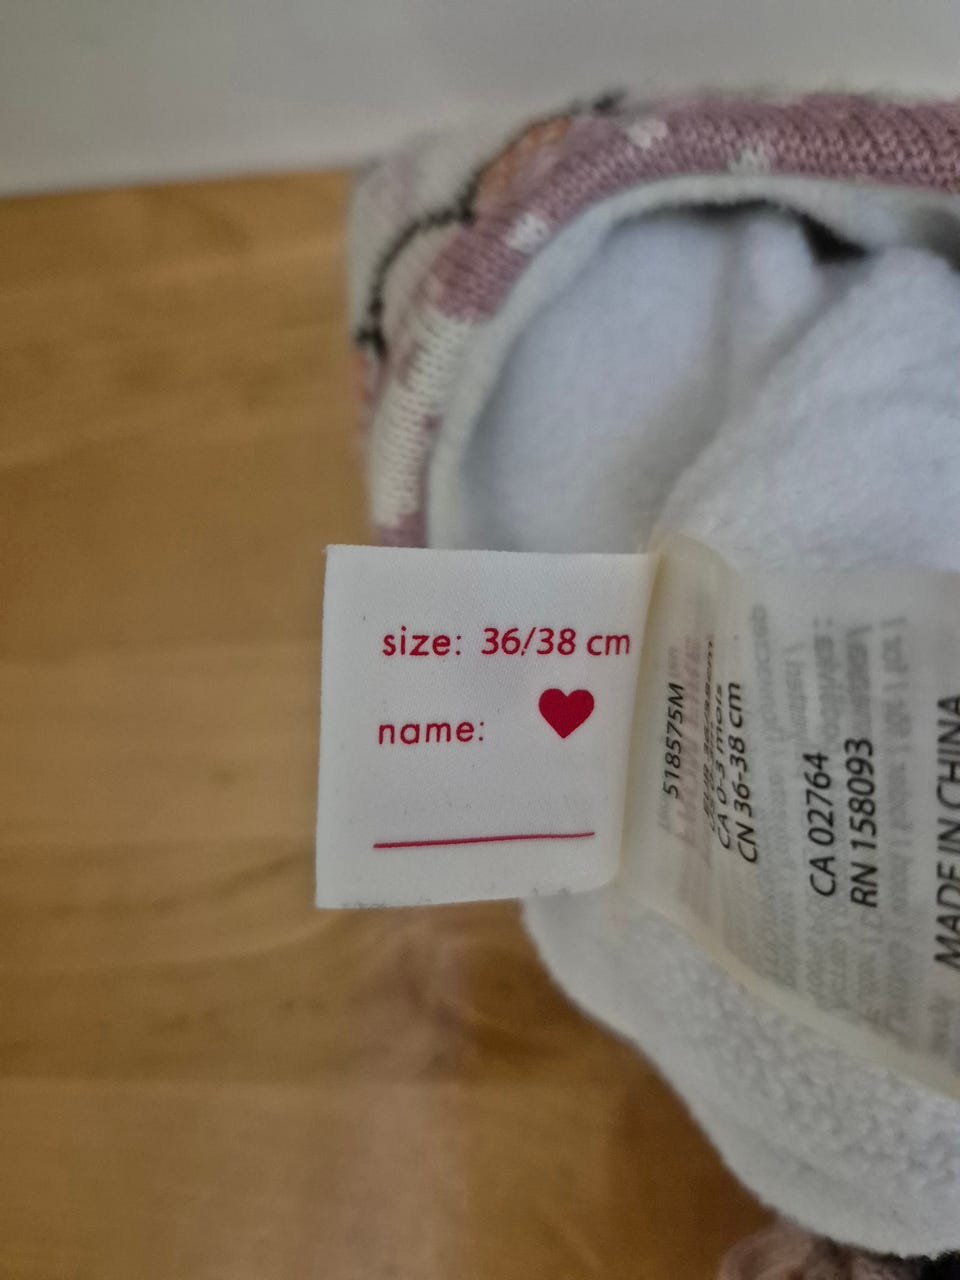 size: 36/38 cm
name:
518575M
CA 0-3 mois
CN 36-38 cm
CA 02764
RN 158093
MADE IN CHINA